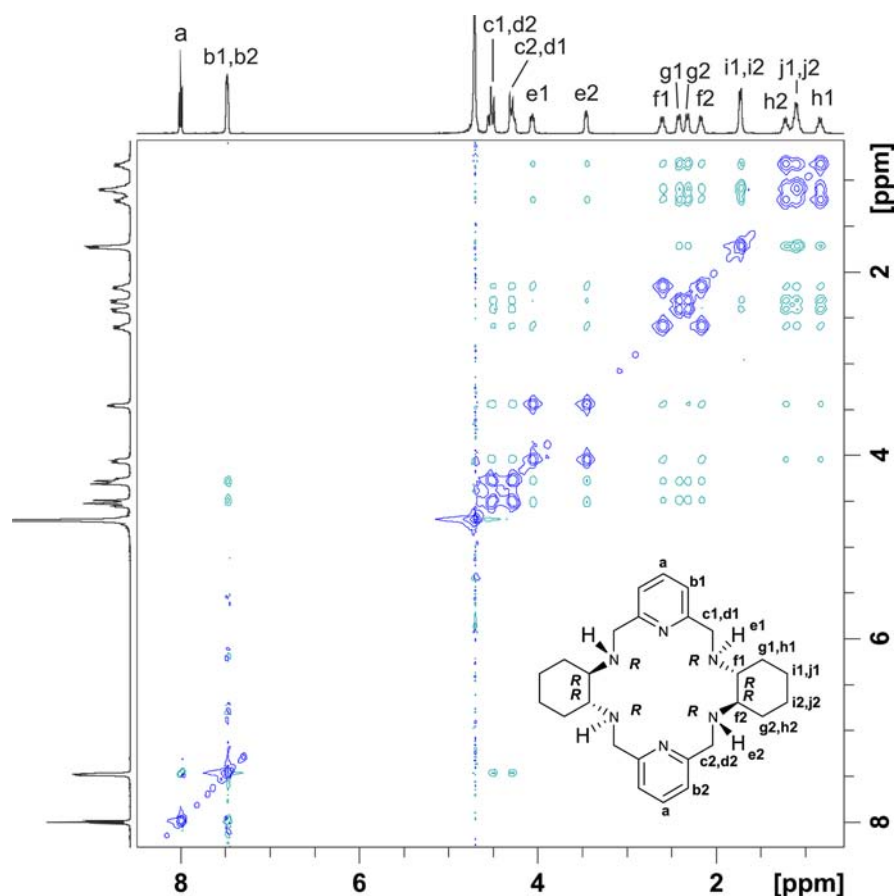 a
b1,b2
c1,d2
c2,d1
e1
e2
f1
g1
g2
f2
i1,i2
h2
j1,j2
h1
[ppm]
2
4
6
8
a
b1
N
c1,d1
e1
H
H
N
R
N
R
f1
g1,h1
R
R
R
R
i1,j1
i2,j2
N
R
R
N
f2
g2,h2
H
H
e2
N
c2,d2
b2
a
8
6
4
2
[ppm]